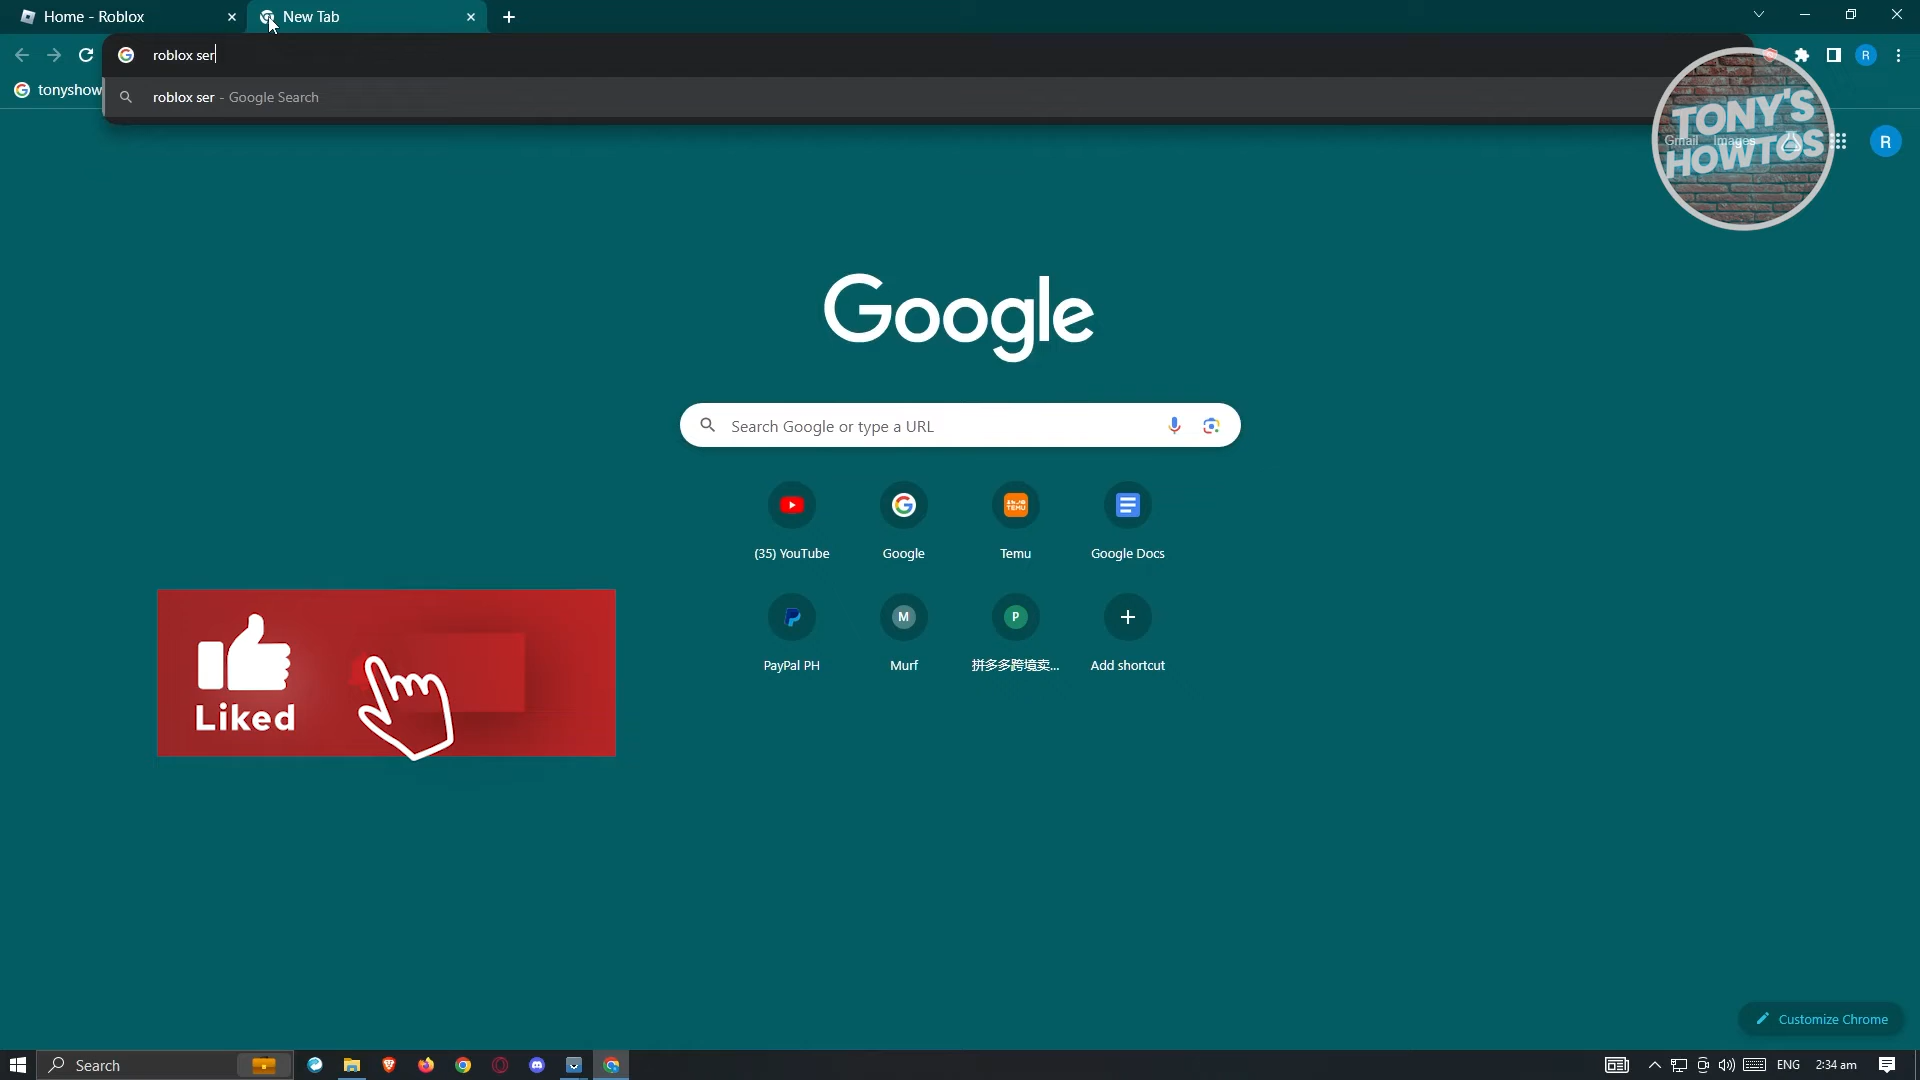 Home - Roblox
New Tab
roblox ser
tonyshow
roblox ser - Google Search
TONY'S
HOWTOS
Gmail Images
R
R
Google
Search Google or type a URL
(35) YouTube
Google
Temu
Google Docs
M
P
PayPal PH
Murf
拼多多跨境卖...
Add shortcut
Liked
Customize Chrome
Search
ENG
2:34 am